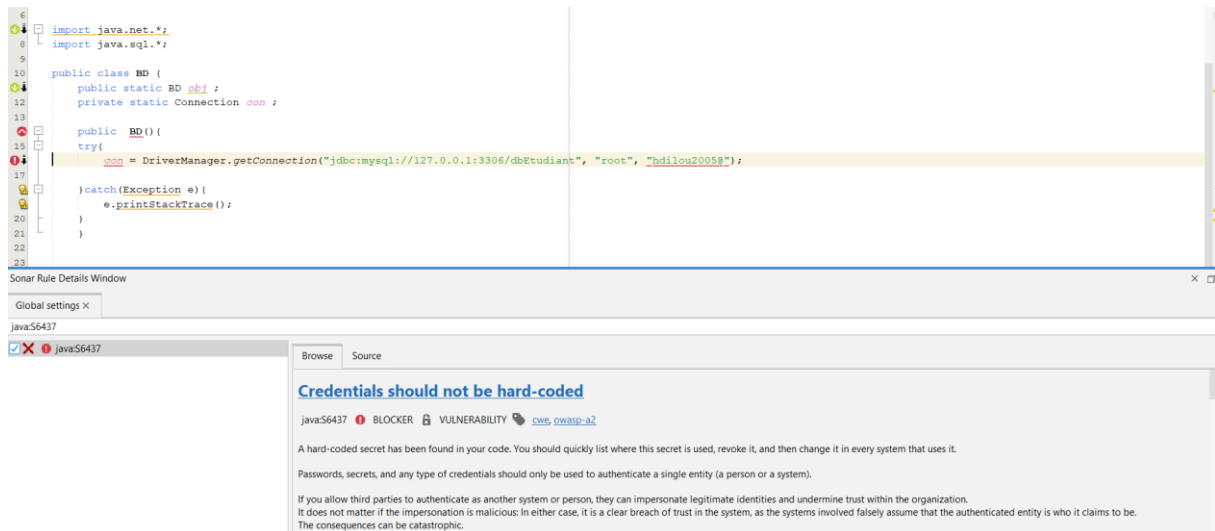 6
import java.net.*;
8 import java.sql.*;
9
10 public class BD {
public static BD obj ;
12 private static Connection con ;
13
public BD(){
15 try{
con = DriverManager.getConnection("jdbc:mysql://127.0.0.1:3306/dbEtudiant", "root", "hdilou2005@");
17
}catch(Exception e){
e.printStackTrace();
20 }
21 }
22
23
Sonar Rule Details Window
Global settings ×
java:S6437
java:S6437
Browse Source
Credentials should not be hard-coded
java:S6437 BLOCKER VULNERABILITY cwe, owasp-a2
A hard-coded secret has been found in your code. You should quickly list where this secret is used, revoke it, and then change it in every system that uses it.
Passwords, secrets, and any type of credentials should only be used to authenticate a single entity (a person or a system).
If you allow third parties to authenticate as another system or person, they can impersonate legitimate identities and undermine trust within the organization.
It does not matter if the impersonation is malicious: In either case, it is a clear breach of trust in the system, as the systems involved falsely assume that the authenticated entity is who it claims to be.
The consequences can be catastrophic.